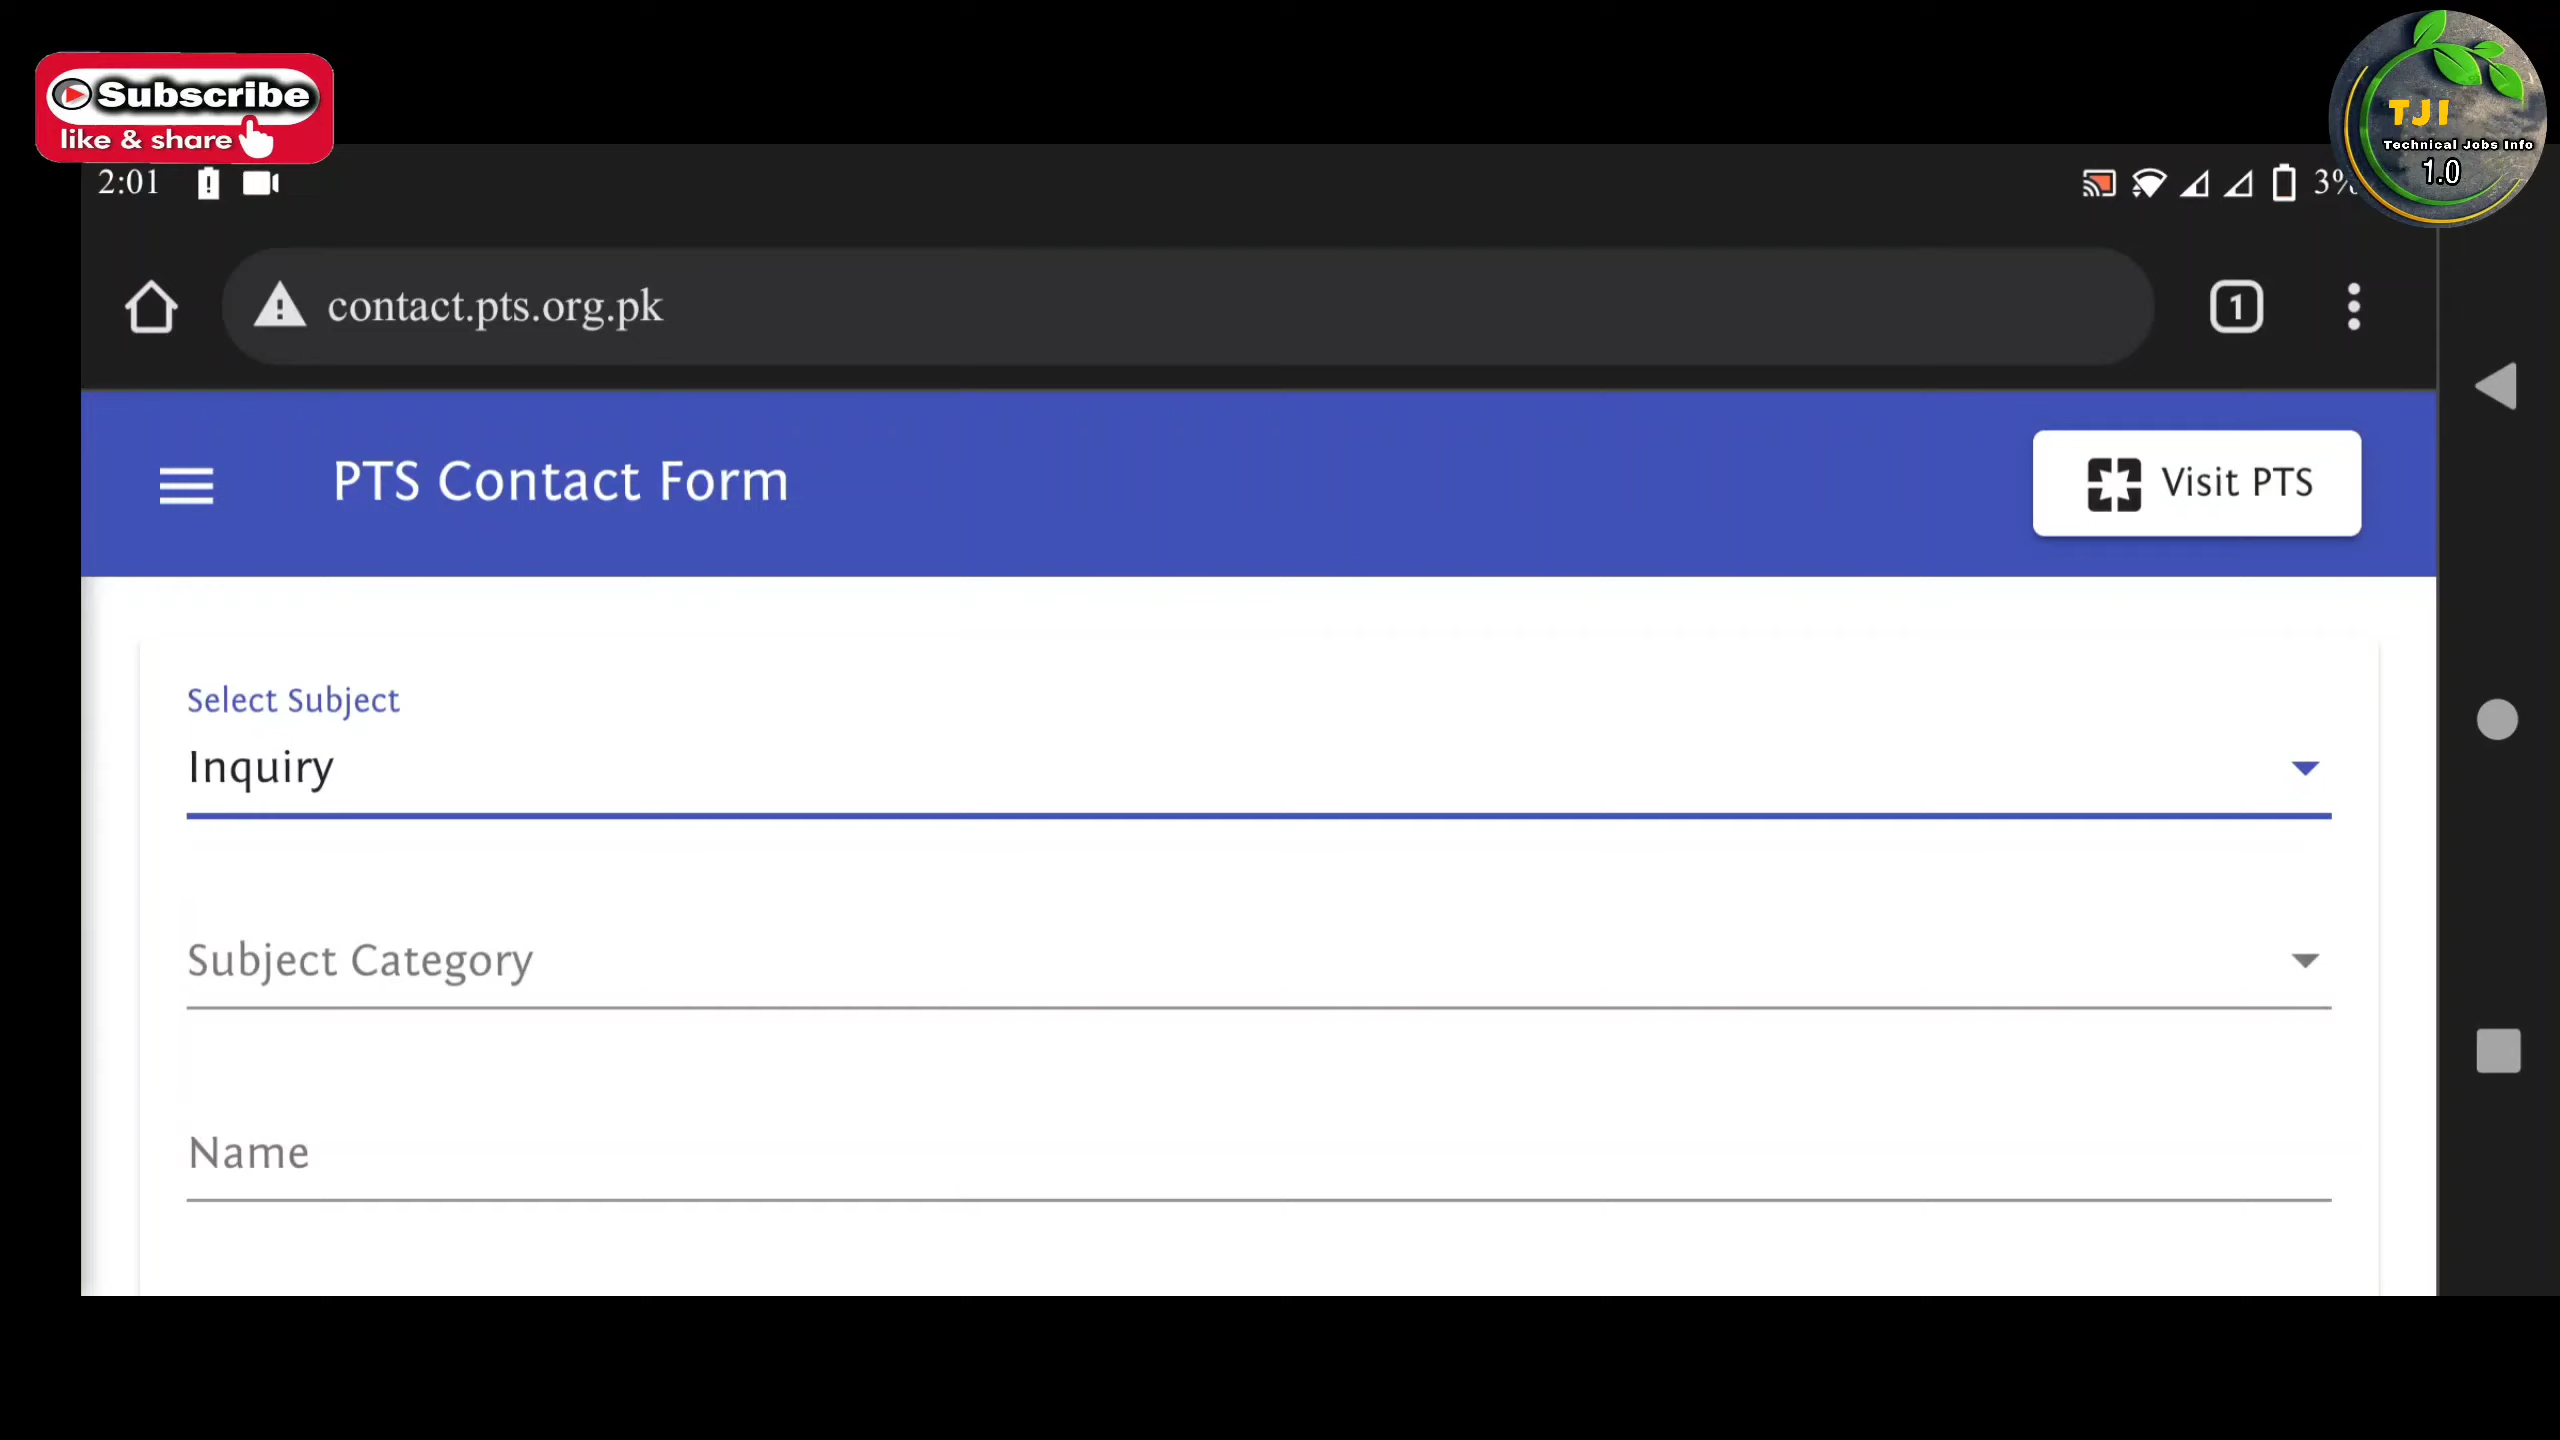 Subscribe
like & share
TJI
Technical Jobs Info
1.0
2:01
3%
contact.pts.org.pk
1
PTS Contact Form
Visit PTS
Select Subject
Inquiry
Subject Category
Name